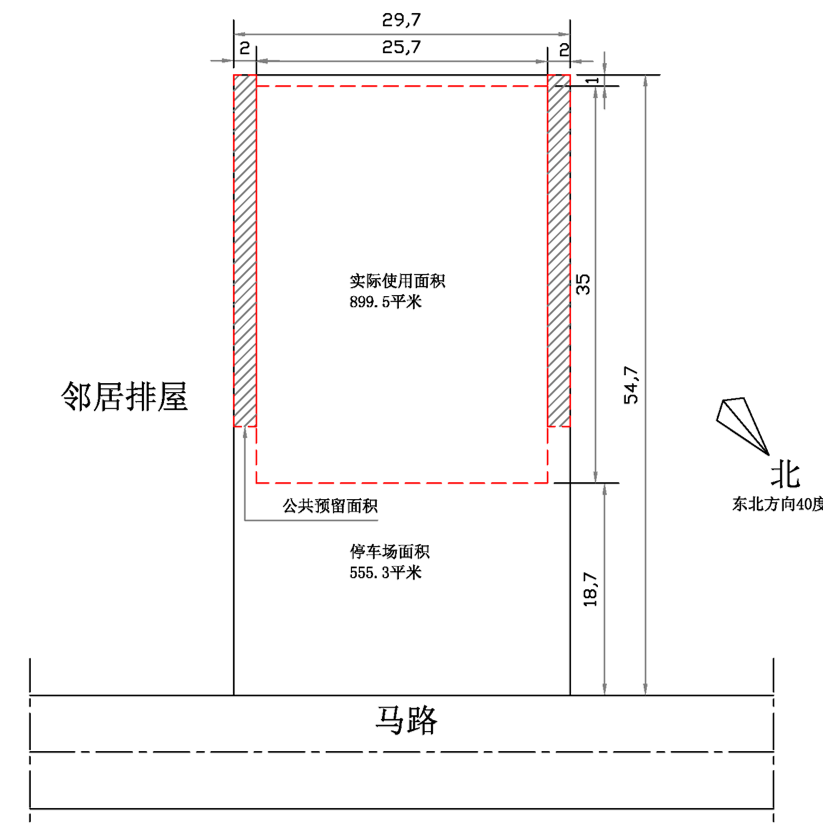 29,7
2
25,7
2
1
实际使用面积
899.5平米
35
54,7
邻居排屋
北
东北方向40度
公共预留面积
停车场面积
555.3平米
18,7
马路